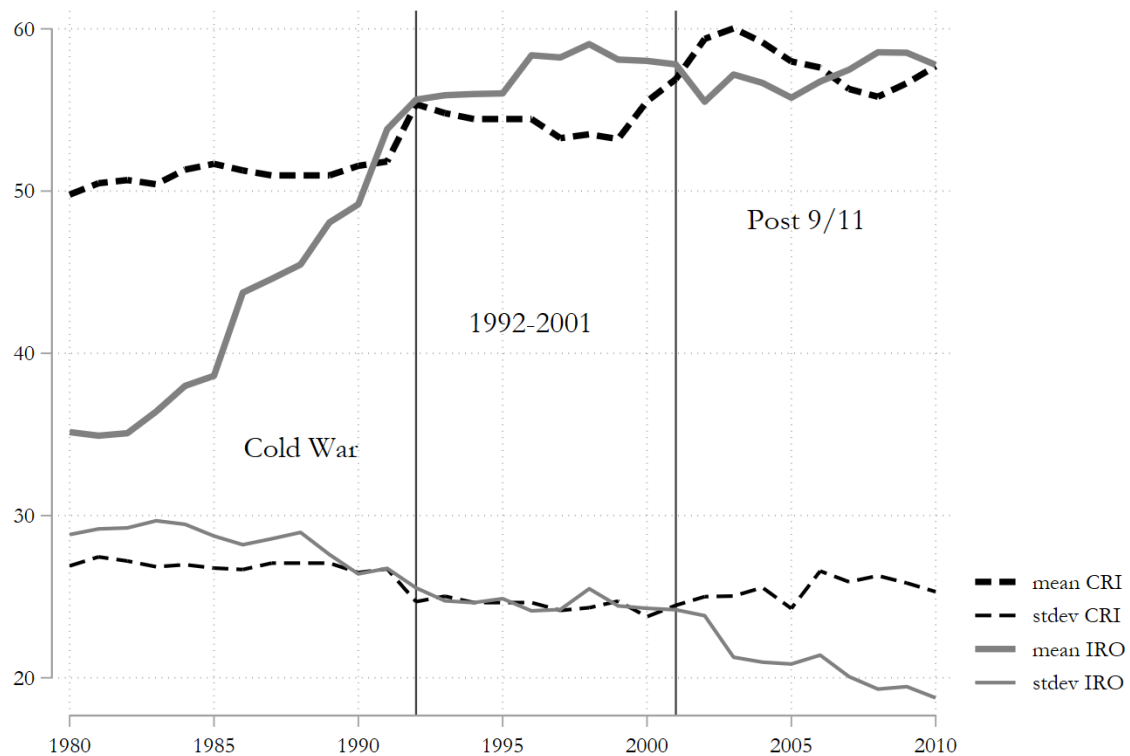 60
50
40
30
20
Post 9/11
1992-2001
Cold War
mean CRI
stdev CRI
mean IRO
stdev IRO
1980 1985 1990 1995 2000 2005 2010